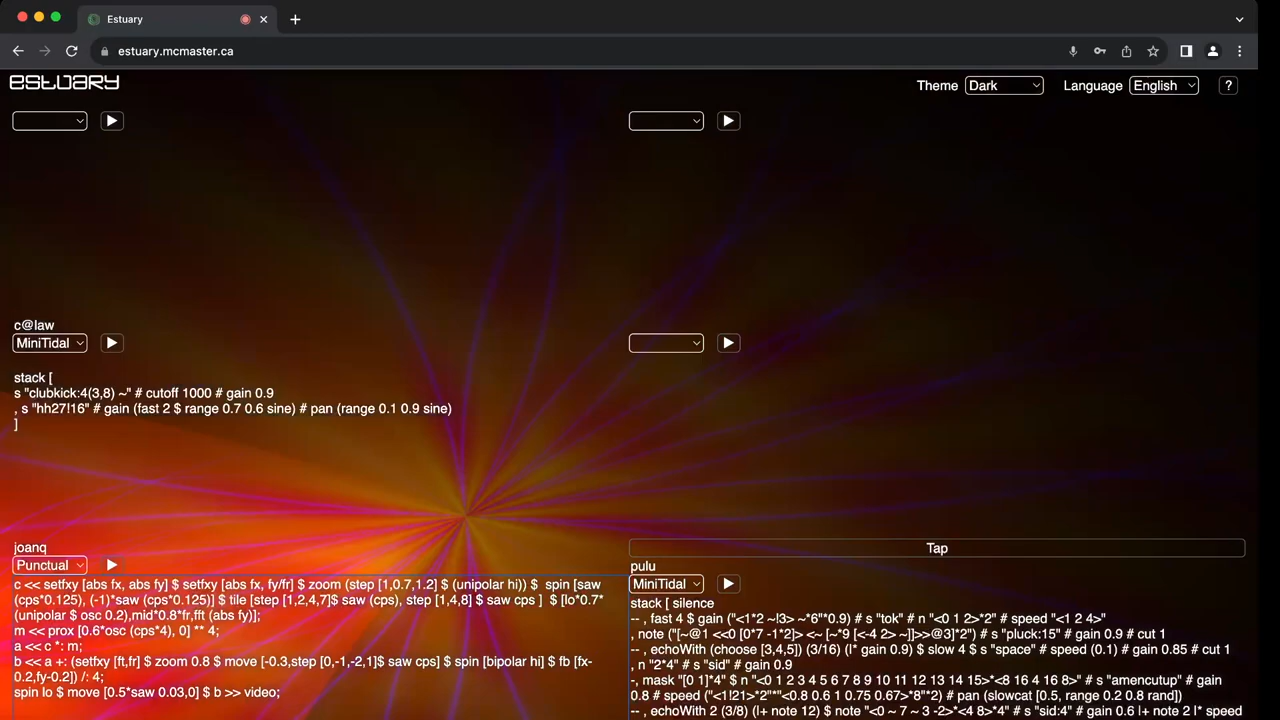 Estuary
estuary.mcmaster.ca
ESTUARY
Theme Dark Language English ?
c@law
MiniTidal
stack [
s "clubkick:4(3,8) ~" # cutoff 1000 # gain 0.9
, s "hh27!16" # gain (fast 2 $ range 0.7 0.6 sine) # pan (range 0.1 0.9 sine)
]
joanq
Punctual
c << setfxy [abs fx, abs fy] $ setfxy [abs fx, fy/fr] $ zoom (step [1,0.7,1.2] $ (unipolar hi)) $ spin [saw
(cps*0.125), (-1)*saw (cps*0.125)] $ tile [step [1,2,4,7]$ saw (cps), step [1,4,8] $ saw cps ] $ [lo*0.7*
(unipolar $ osc 0.2),mid*0.8*fr,fft (abs fy)];
m << prox [0.6*osc (cps*4), 0] ** 4;
a << c *: m;
b << a +: (setfxy [ft,fr] $ zoom 0.8 $ move [-0.3,step [0,-1,-2,1]$ saw cps] $ spin [bipolar hi] $ fb [fx-
0.2,fy-0.2]) /: 4;
spin lo $ move [0.5*saw 0.03,0] $ b >> video;
Tap
pulu
MiniTidal
stack [ silence
-- , fast 4 $ gain ("<1*2 ~!3> ~*6"*0.9) # s "tok" # n "<0 1 2>*2" # speed "<1 2 4>"
, note ("[~@1 <<0 [0*7 -1*2]> <~ [~*9 [<-4 2> ~]]>>@3]*2") # s "pluck:15" # gain 0.9 # cut 1
-- , echoWith (choose [3,4,5]) (3/16) (|* gain 0.9) $ slow 4 $ s "space" # speed (0.1) # gain 0.85 # cut 1
, n "2*4" # s "sid" # gain 0.9
-, mask "[0 1]*4" $ n "<0 1 2 3 4 5 6 7 8 9 10 11 12 13 14 15>*<8 16 4 16 8>" # s "amencutup" # gain
0.8 # speed ("<1!21>*2"*"<0.8 0.6 1 0.75 0.67>*8"*2) # pan (slowcat [0.5, range 0.2 0.8 rand])
-- , echoWith 2 (3/8) (|+ note 12) $ note "<0 ~ 7 ~ 3 -2>*<4 8>*4" # s "sid:4" # gain 0.6 |+ note 2 |* speed